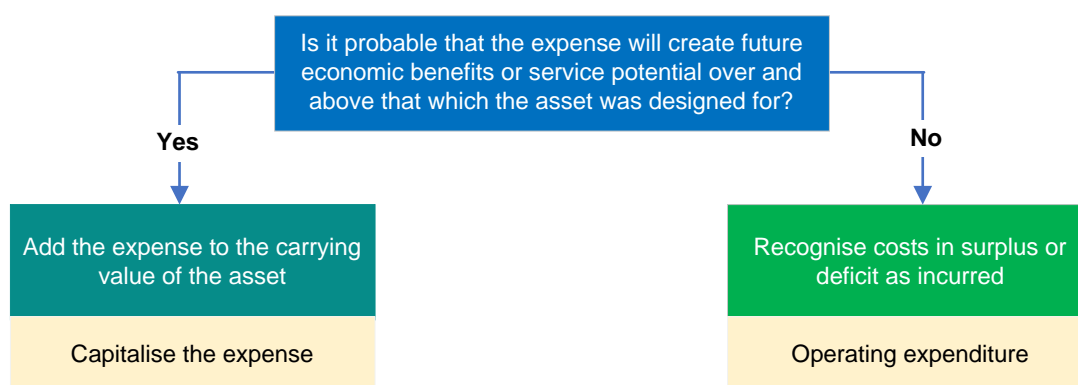 Is it probable that the expense will create future
economic benefits or service potential over and
above that which the asset was designed for?
Yes
No
Add the expense to the carrying
value of the asset
Recognise costs in surplus or
deficit as incurred
Capitalise the expense
Operating expenditure